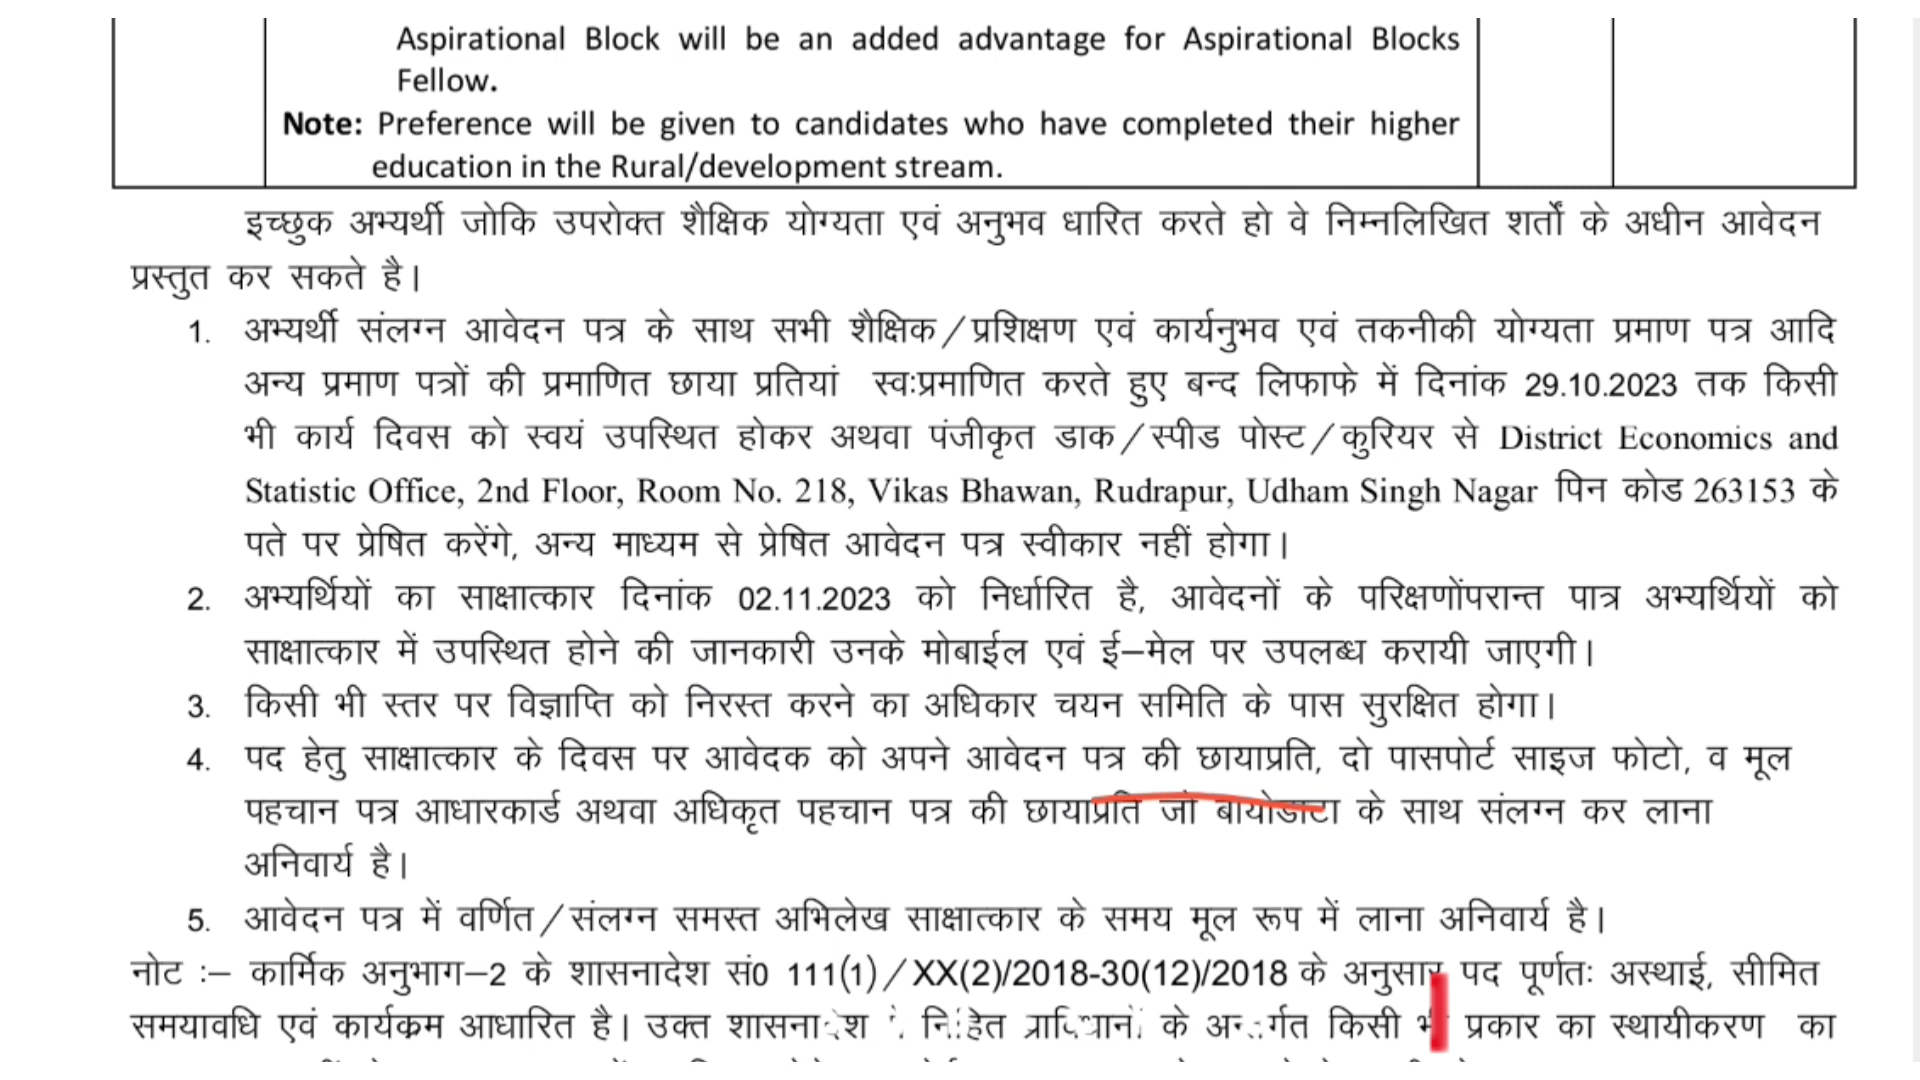 Aspirational Block will be an added advantage for Aspirational Blocks
Fellow.
Note: Preference will be given to candidates who have completed their higher
education in the Rural/development stream.
इच्छुक अभ्यर्थी जोकि उपरोक्त शैक्षिक योग्यता एवं अनुभव धारित करते हो वे निम्नलिखित शर्तों के अधीन आवेदन
प्रस्तुत कर सकते है।
1. अभ्यर्थी संलग्न आवेदन पत्र के साथ सभी शैक्षिक/प्रशिक्षण एवं कार्यनुभव एवं तकनीकी योग्यता प्रमाण पत्र आदि
अन्य प्रमाण पत्रों की प्रमाणित छाया प्रतियां स्वःप्रमाणित करते हुए बन्द लिफाफे में दिनांक 29.10.2023 तक किसी
भी कार्य दिवस को स्वयं उपस्थित होकर अथवा पंजीकृत डाक/स्पीड पोस्ट/कुरियर से District Economics and
Statistic Office, 2nd Floor, Room No. 218, Vikas Bhawan, Rudrapur, Udham Singh Nagar पिन कोड 263153 के
पते पर प्रेषित करेंगे, अन्य माध्यम से प्रेषित आवेदन पत्र स्वीकार नहीं होगा।
2. अभ्यर्थियों का साक्षात्कार दिनांक 02.11.2023 को निर्धारित है, आवेदनों के परिक्षणोंपरान्त पात्र अभ्यर्थियों को
साक्षात्कार में उपस्थित होने की जानकारी उनके मोबाईल एवं ई–मेल पर उपलब्ध करायी जाएगी।
3. किसी भी स्तर पर विज्ञाप्ति को निरस्त करने का अधिकार चयन समिति के पास सुरक्षित होगा।
4. पद हेतु साक्षात्कार के दिवस पर आवेदक को अपने आवेदन पत्र की छायाप्रति, दो पासपोर्ट साइज फोटो, व मूल
पहचान पत्र आधारकार्ड अथवा अधिकृत पहचान पत्र की छायाप्रति जो बायोडाटा के साथ संलग्न कर लाना
अनिवार्य है।
5. आवेदन पत्र में वर्णित/संलग्न समस्त अभिलेख साक्षात्कार के समय मूल रूप में लाना अनिवार्य है।
नोट :– कार्मिक अनुभाग–2 के शासनादेश सं0 111(1)/XX(2)/2018-30(12)/2018 के अनुसार पद पूर्णतः अस्थाई, सीमित
समयावधि एवं कार्यक्रम आधारित है। उक्त के किसी भी प्रकार का स्थायीकरण का